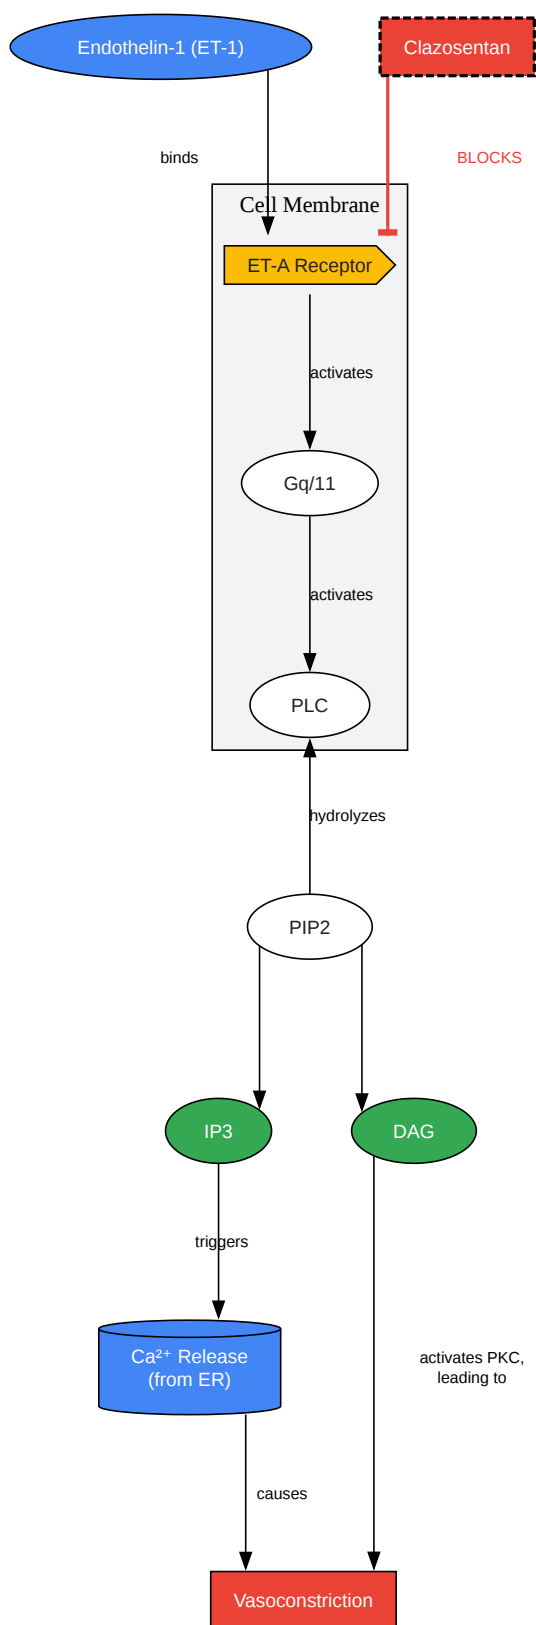 Endothelin-1 (ET-1)
Clazosentan
binds
BLOCKS
Cell Membrane
ET-A Receptor
activates
Gq/11
activates
PLC
hydrolyzes
PIP2
IP3
DAG
triggers
Ca²⁺ Release
(from ER)
activates PKC,
leading to
causes
Vasoconstriction